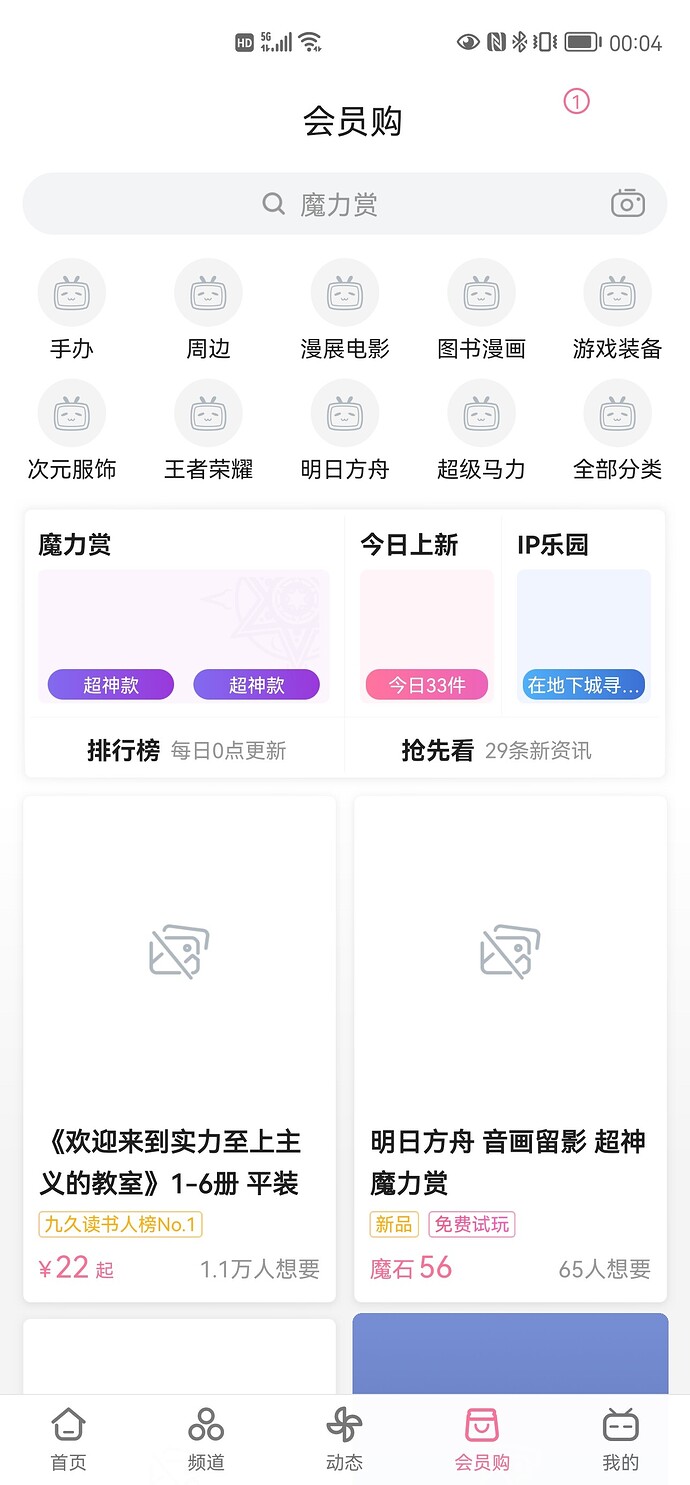 HD 5G 00:04
会员购
1
魔力赏
手办 周边 漫展电影 图书漫画 游戏装备
次元服饰 王者荣耀 明日方舟 超级马力 全部分类
魔力赏 今日上新 IP乐园
超神款 超神款 今日33件 在地下城寻...
排行榜 每日0点更新 抢先看 29条新资讯
《欢迎来到实力至上主
义的教室》1-6册 平装
九久读书人榜No.1
¥22 起 1.1万人想要
明日方舟 音画留影 超神
魔力赏
新品 免费试玩
魔石 56 65人想要
首页 频道 动态 会员购 我的